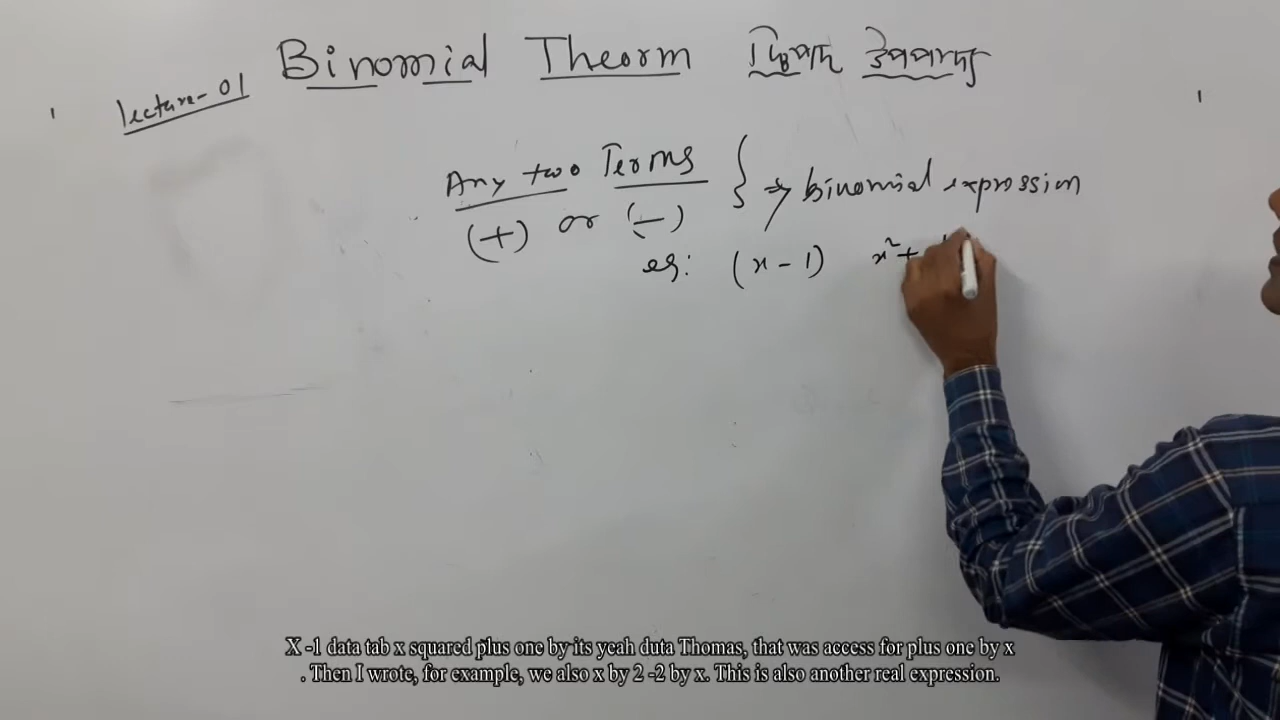 Binomial Theorm দ্বিপদ উপপাদ্য
lecture-01
Any two Terms } ⇒ binomial expression
(+) or (-)
eg: (x - 1) x² +
X -1 data tab x squared plus one by its yeah duta Thomas, that was access for plus one by x
. Then I wrote, for example, we also x by 2 -2 by x. This is also another real expression.